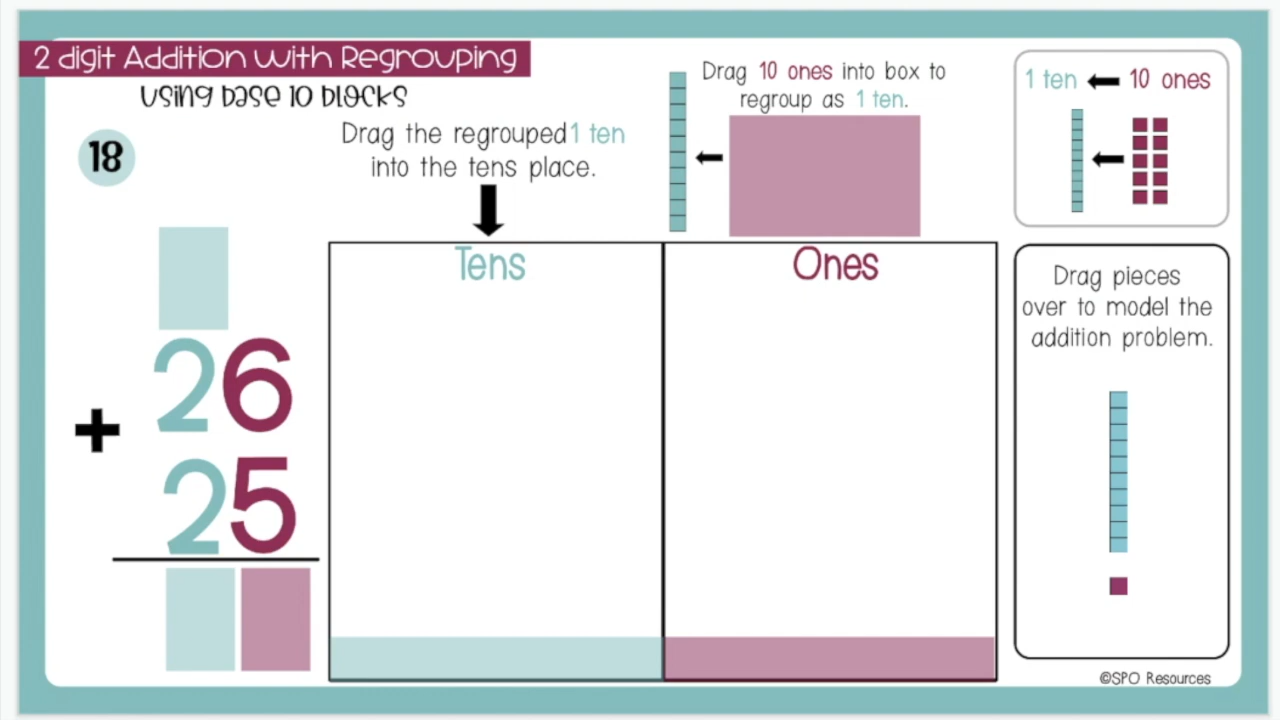 2 digit Addition with Regrouping
Using base 10 blocks
18
Drag the regrouped 1 ten
into the tens place.
Drag 10 ones into box to
regroup as 1 ten.
1 ten 10 ones
Tens
Ones
26
+
25
Drag pieces
over to model the
addition problem.
©SPO Resources